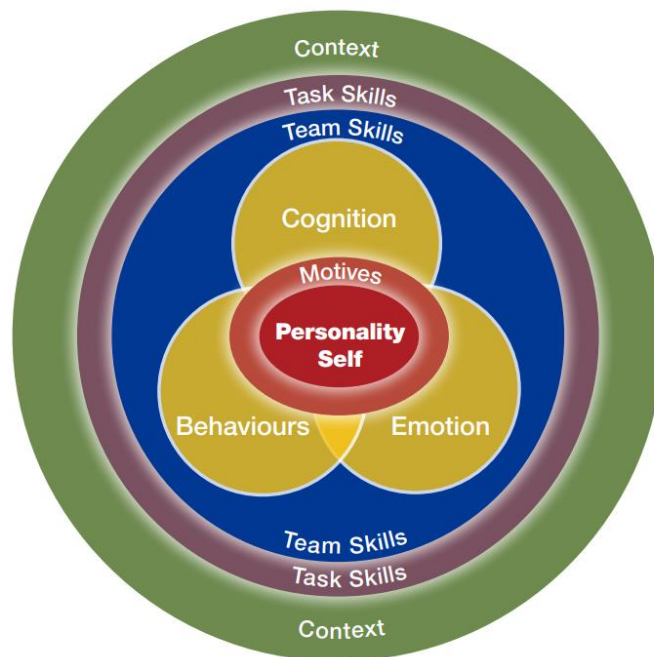 Context
Task Skills
Team Skills
Cognition
Motives
Personality
Self
Behaviours
Emotion
Team Skills
Task Skills
Context